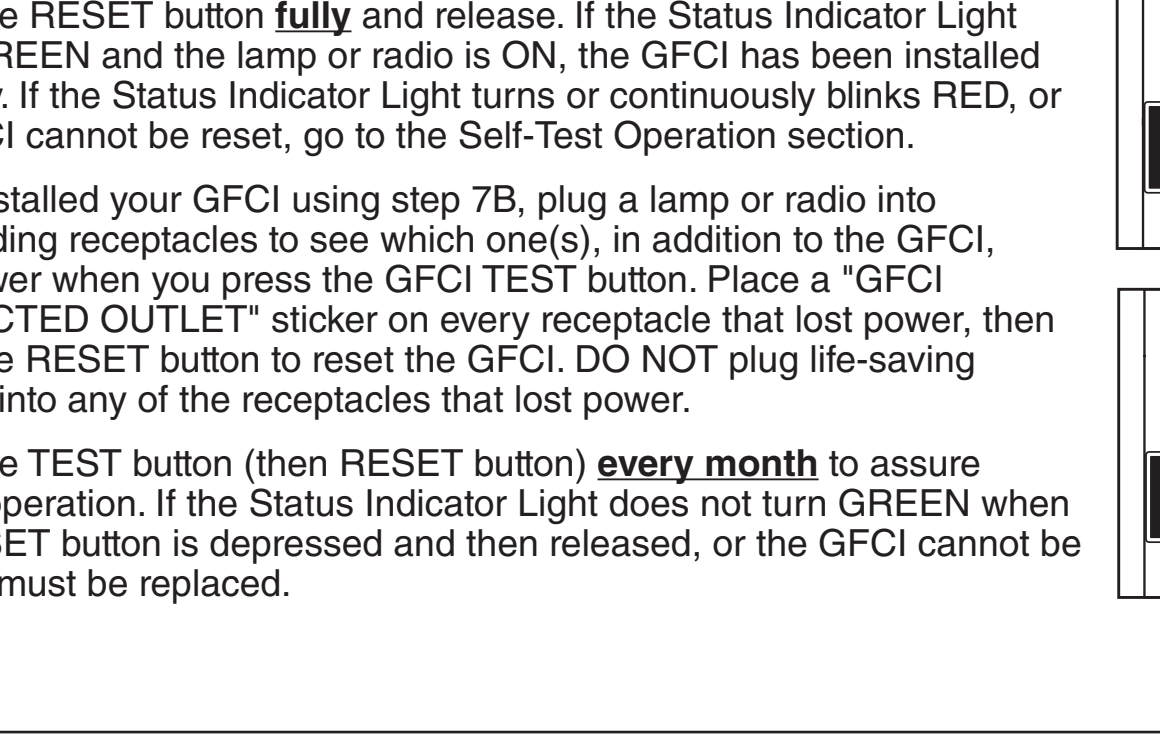 e RESET button fully and release. If the Status Indicator Light
REEN and the lamp or radio is ON, the GFCI has been installed
y. If the Status Indicator Light turns or continuously blinks RED, or
CI cannot be reset, go to the Self-Test Operation section.
stalled your GFCI using step 7B, plug a lamp or radio into
ding receptacles to see which one(s), in addition to the GFCI,
wer when you press the GFCI TEST button. Place a "GFCI
CTED OUTLET" sticker on every receptacle that lost power, then
e RESET button to reset the GFCI. DO NOT plug life-saving
into any of the receptacles that lost power.
e TEST button (then RESET button) every month to assure
operation. If the Status Indicator Light does not turn GREEN when
SET button is depressed and then released, or the GFCI cannot be
must be replaced.